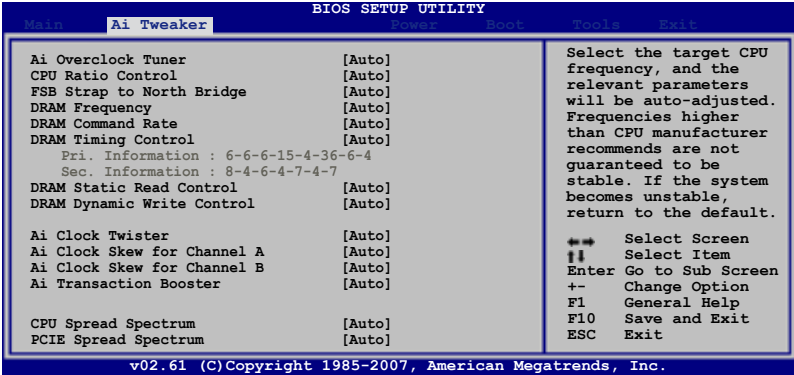 BIOS SETUP UTILITY
Main Ai Tweaker Power Boot Tools Exit
Ai Overclock Tuner [Auto]
CPU Ratio Control [Auto]
FSB Strap to North Bridge [Auto]
DRAM Frequency [Auto]
DRAM Command Rate [Auto]
DRAM Timing Control [Auto]
Pri. Information : 6-6-6-15-4-36-6-4
Sec. Information : 8-4-6-4-7-4-7
DRAM Static Read Control [Auto]
DRAM Dynamic Write Control [Auto]
Ai Clock Twister [Auto]
Ai Clock Skew for Channel A [Auto]
Ai Clock Skew for Channel B [Auto]
Ai Transaction Booster [Auto]
CPU Spread Spectrum [Auto]
PCIE Spread Spectrum [Auto]
Select the target CPU
frequency, and the
relevant parameters
will be auto-adjusted.
Frequencies higher
than CPU manufacturer
recommends are not
guaranteed to be
stable. If the system
becomes unstable,
return to the default.
Select Screen
Select Item
Enter Go to Sub Screen
+- Change Option
F1 General Help
F10 Save and Exit
ESC Exit
v02.61 (C)Copyright 1985-2007, American Megatrends, Inc.